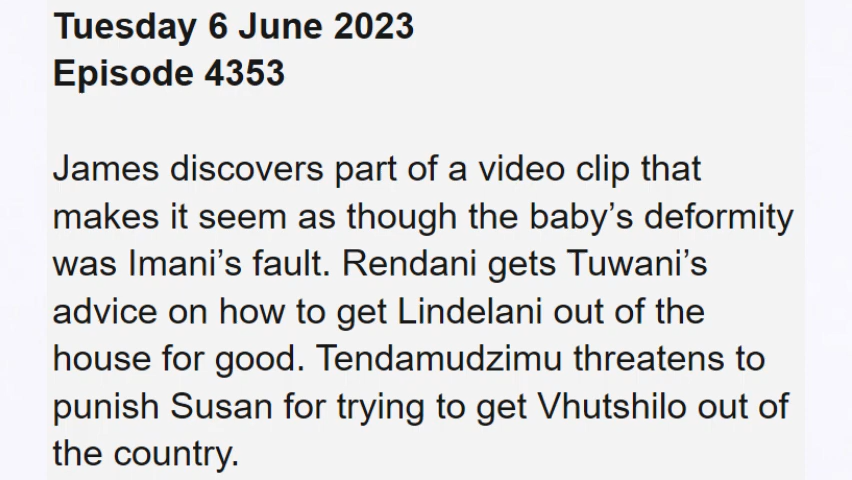 Tuesday 6 June 2023
Episode 4353
James discovers part of a video clip that
makes it seem as though the baby’s deformity
was Imani’s fault. Rendani gets Tuwani’s
advice on how to get Lindelani out of the
house for good. Tendamudzimu threatens to
punish Susan for trying to get Vhutshilo out of
the country.